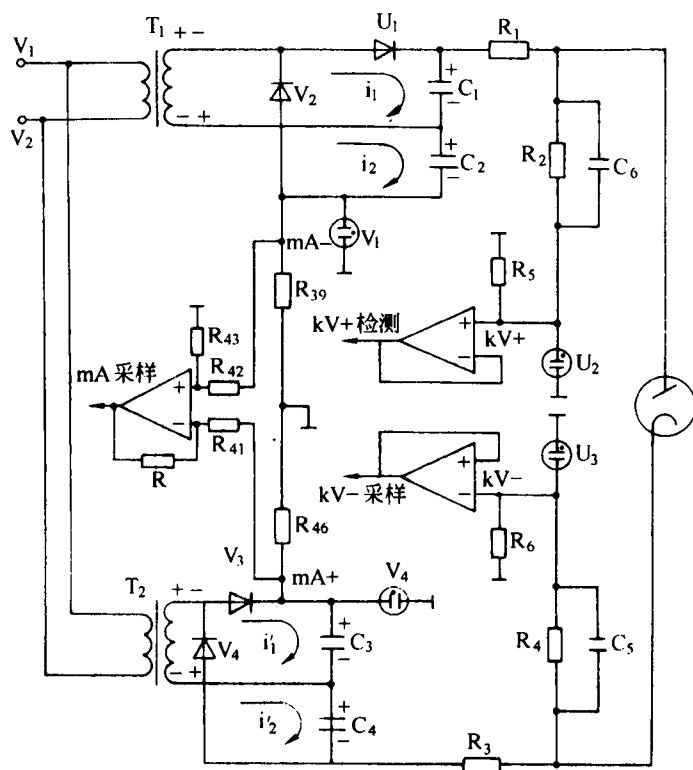 T1
+ -
U1
R1
V1
V2
- +
V2
i1
+
-
C1
i2
+
-
C2
R2
C6
mA-
V1
R39
R5
kV+检测
+
-
kV+
U2
R43
R42
mA 采样
+
-
R41
R
U3
kV-采样
+
-
kV-
R6
R46
V3
mA+
V4
T2
+ -
- +
V4
i'1
+
-
C3
i'2
+
-
C4
R4
C5
R3